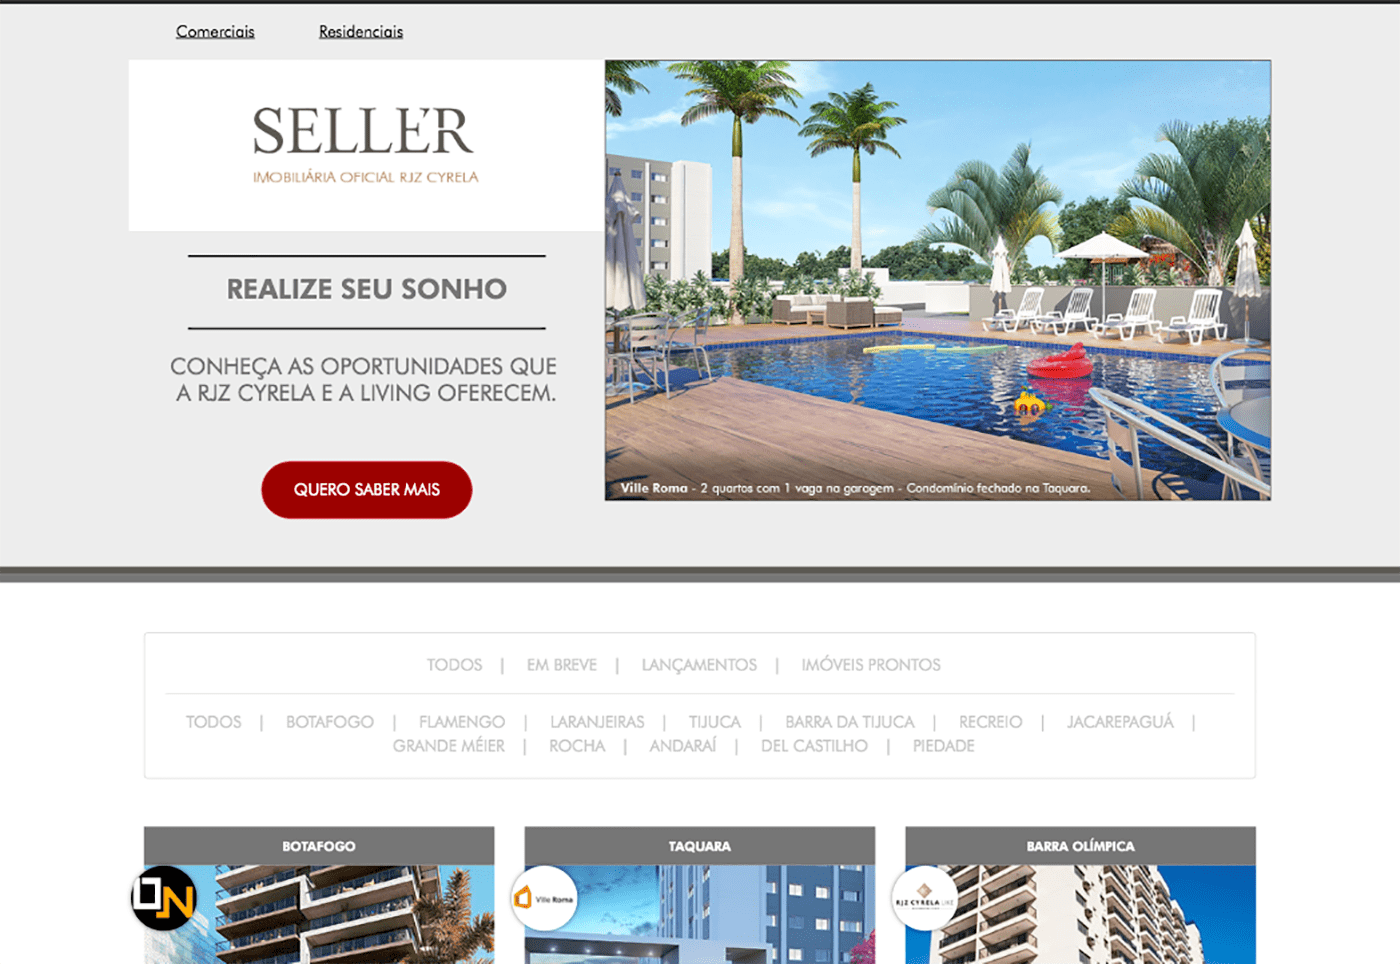 Comerciais Residenciais
SELLER
IMOBILIÁRIA OFICIAL RJZ CYRELA
REALIZE SEU SONHO
CONHEÇA AS OPORTUNIDADES QUE
A RJZ CYRELA E A LIVING OFERECEM.
QUERO SABER MAIS
Ville Roma - 2 quartos com 1 vaga na garagem - Condomínio fechado na Taquara.
TODOS | EM BREVE | LANÇAMENTOS | IMÓVEIS PRONTOS
TODOS | BOTAFOGO | FLAMENGO | LARANJEIRAS | TIJUCA | BARRA DA TIJUCA | RECREIO | JACAREPAGUÁ |
GRANDE MÉIER | ROCHA | ANDARAÍ | DEL CASTILHO | PIEDADE
BOTAFOGO
TAQUARA
BARRA OLÍMPICA
ON
Ville Roma
RJZ CYRELA